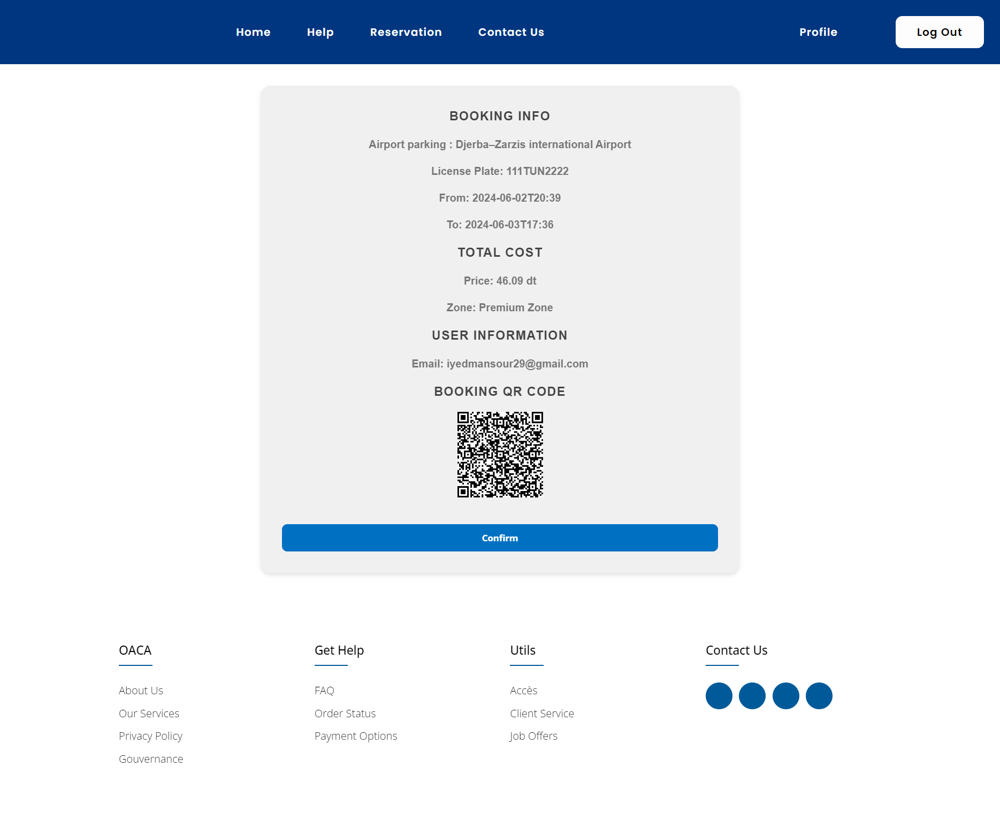 Home Help Reservation Contact Us Profile Log Out
BOOKING INFO
Airport parking : Djerba–Zarzis international Airport
License Plate: 111TUN2222
From: 2024-06-02T20:39
To: 2024-06-03T17:36
TOTAL COST
Price: 46.09 dt
Zone: Premium Zone
USER INFORMATION
Email: iyedmansour29@gmail.com
BOOKING QR CODE
Confirm
OACA
About Us
Our Services
Privacy Policy
Gouvernance
Get Help
FAQ
Order Status
Payment Options
Utils
Accès
Client Service
Job Offers
Contact Us